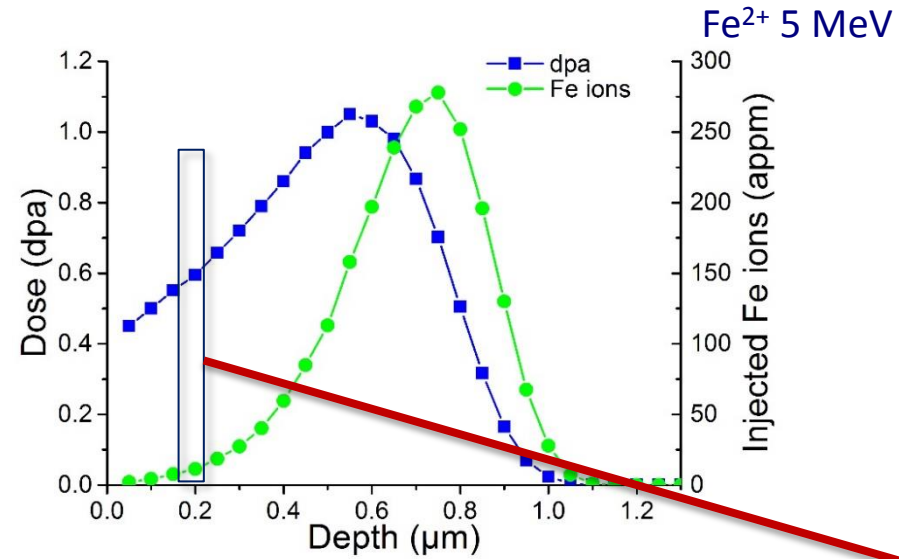 Fe²⁺ 5 MeV
dpa
Fe ions
1.2
1.0
0.8
0.6
0.4
0.2
0.0
Dose (dpa)
300
250
200
150
100
50
0
Injected Fe ions (appm)
0.0 0.2 0.4 0.6 0.8 1.0 1.2
Depth (μm)